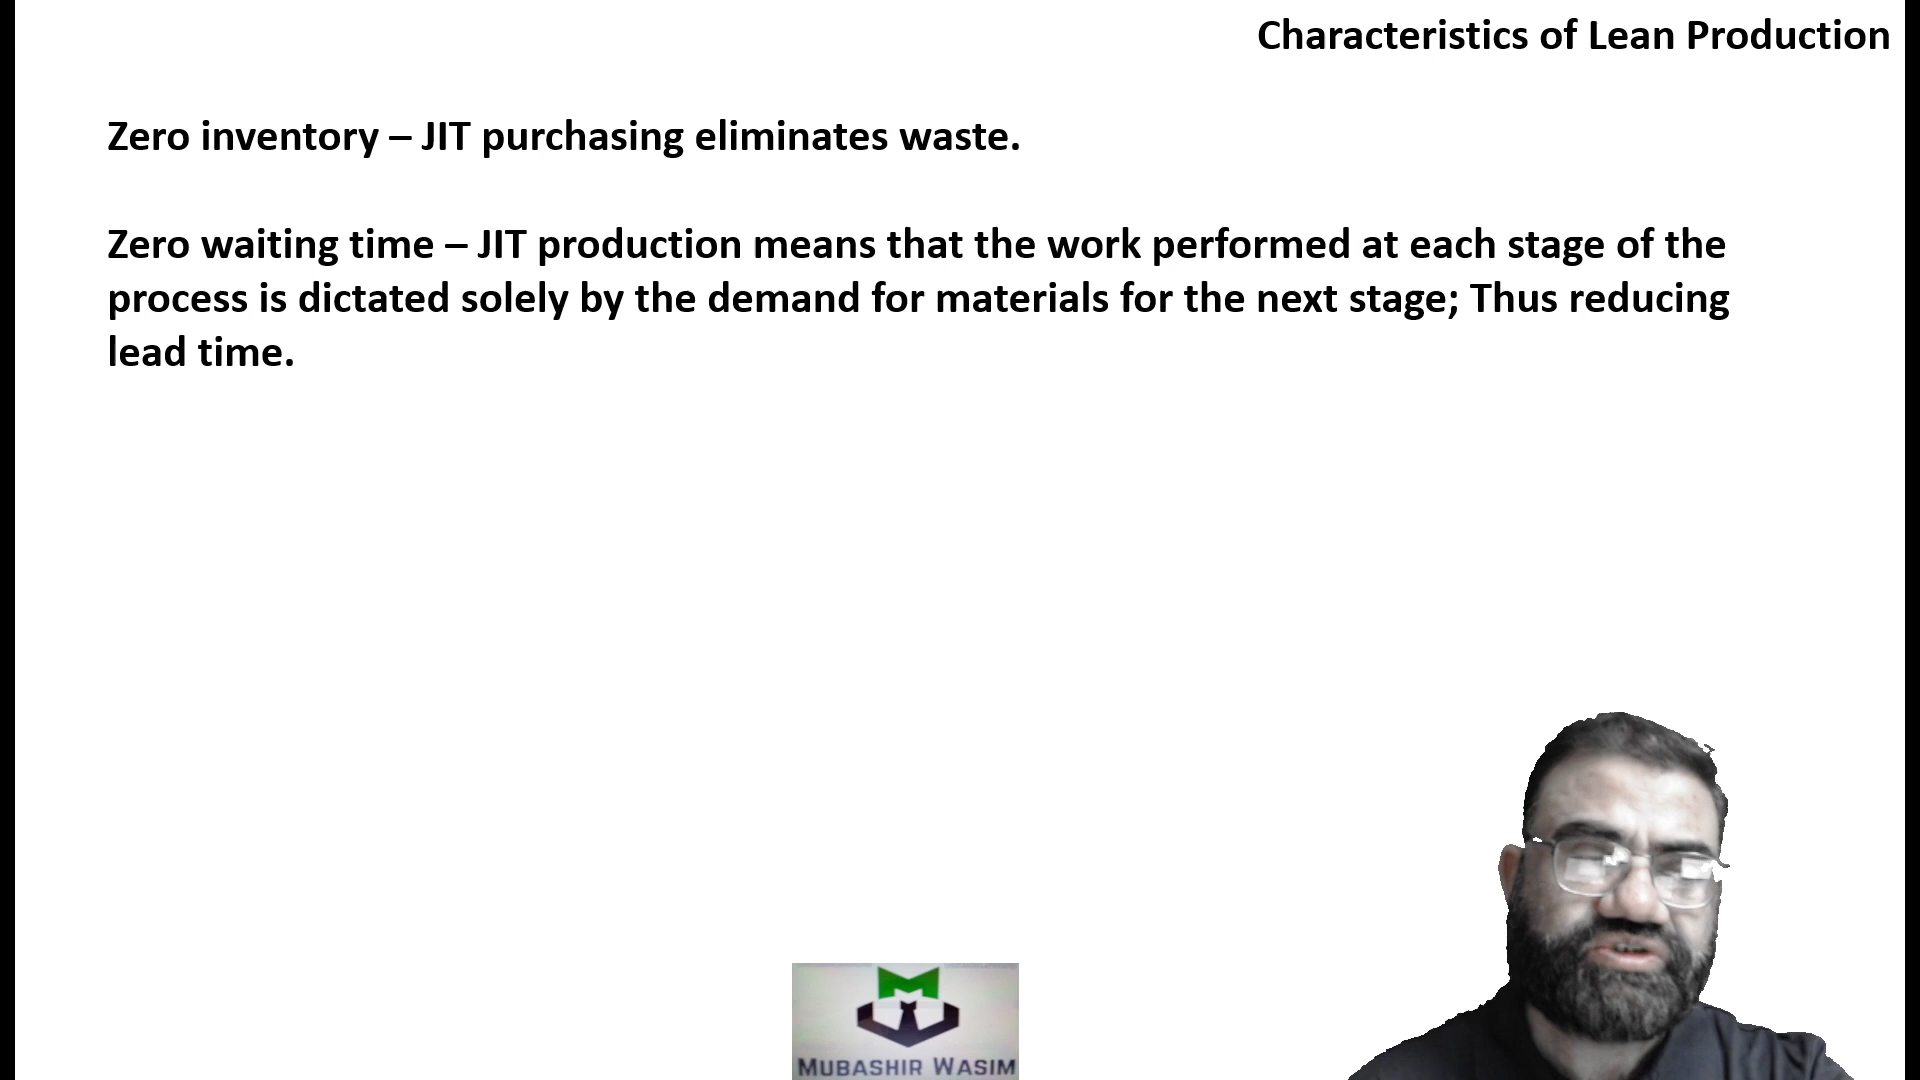 Characteristics of Lean Production
Zero inventory – JIT purchasing eliminates waste.
Zero waiting time – JIT production means that the work performed at each stage of the
process is dictated solely by the demand for materials for the next stage; Thus reducing
lead time.
MUBASHIR WASIM